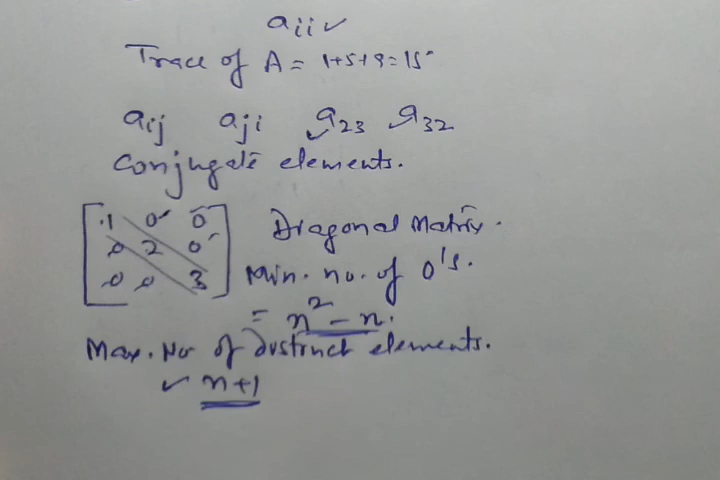 aii✓
Trace of A = 1+5+9=15
aij aji a23 a32
Conjugate elements.
1 0 0 Diagonal Matrix.
0 2 0
0 0 3 Min. no. of 0's.
= n² - n.
Max. No of distinct elements.
✓ n+1